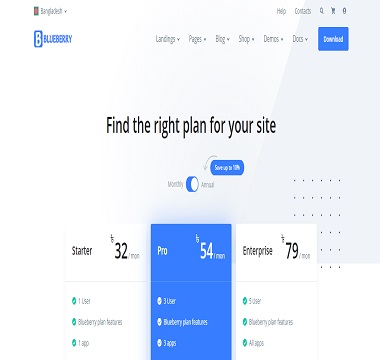 Bangladesh
Help Contacts
BLUEBERRY
Landings Pages Blog Shop Demos Docs Download
Find the right plan for your site
Save up to 10%
Monthly Annual
Starter ৳ 32 / mon
Pro ৳ 54 / mon
Enterprise ৳ 79 / mon
1 User
3 User
5 User
Blueberry plan features
Blueberry plan features
Blueberry plan features
1 app
3 apps
All apps